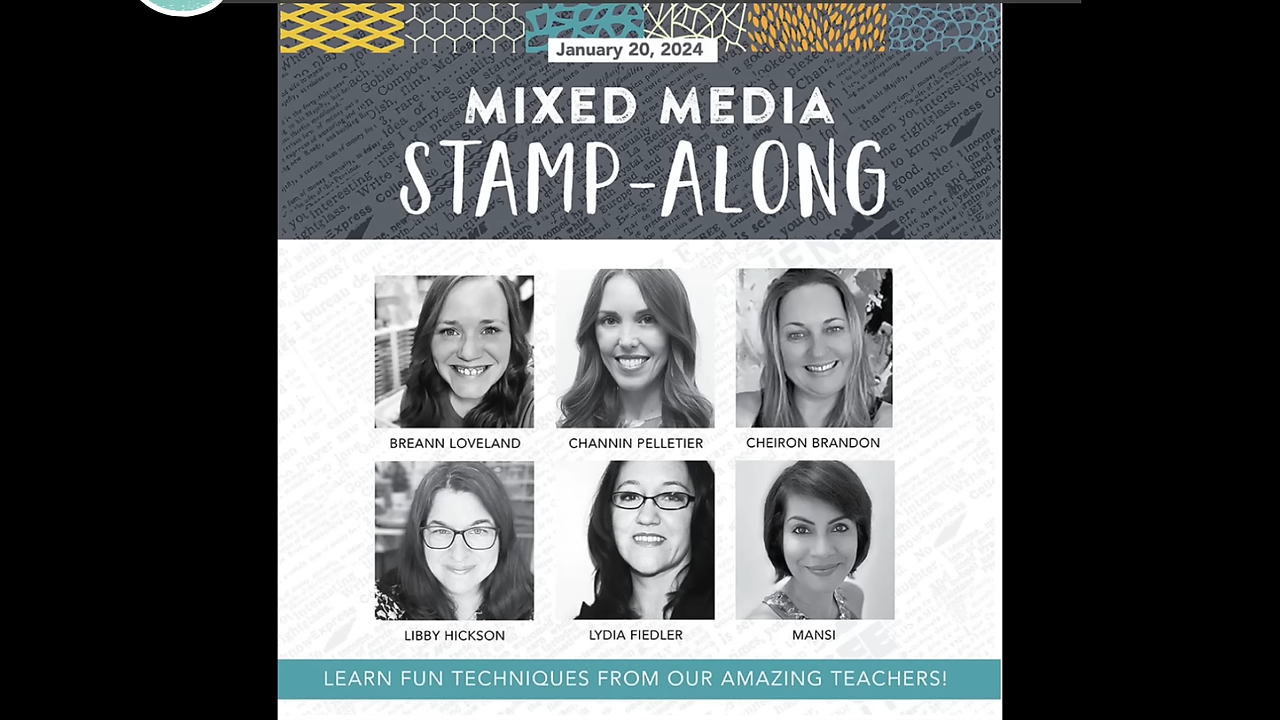 January 20, 2024
MIXED MEDIA
STAMP-ALONG
BREANN LOVELAND CHANNIN PELLETIER CHEIRON BRANDON
LIBBY HICKSON LYDIA FIEDLER MANSI
LEARN FUN TECHNIQUES FROM OUR AMAZING TEACHERS!